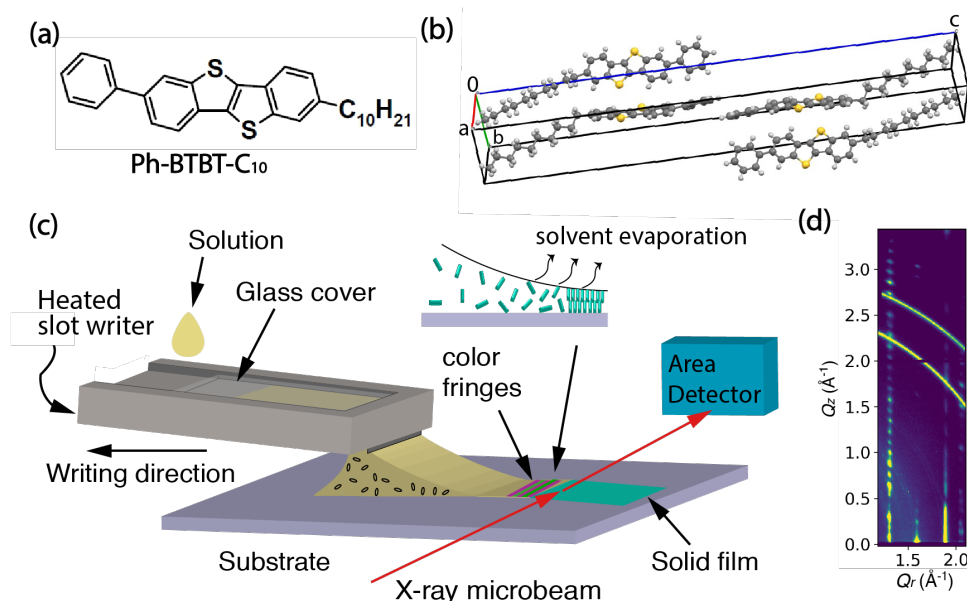 (a)
S
S
C10H21
Ph-BTBT-C10
(b)
0
a
b
c
(c)
Solution
Heated
slot writer
Glass cover
Writing direction
Substrate
solvent evaporation
color
fringes
Area
Detector
X-ray microbeam
Solid film
(d)
3.0
2.5
2.0
1.5
1.0
0.5
0.0
Qz (Å-1)
1.5
2.0
Qr (Å-1)